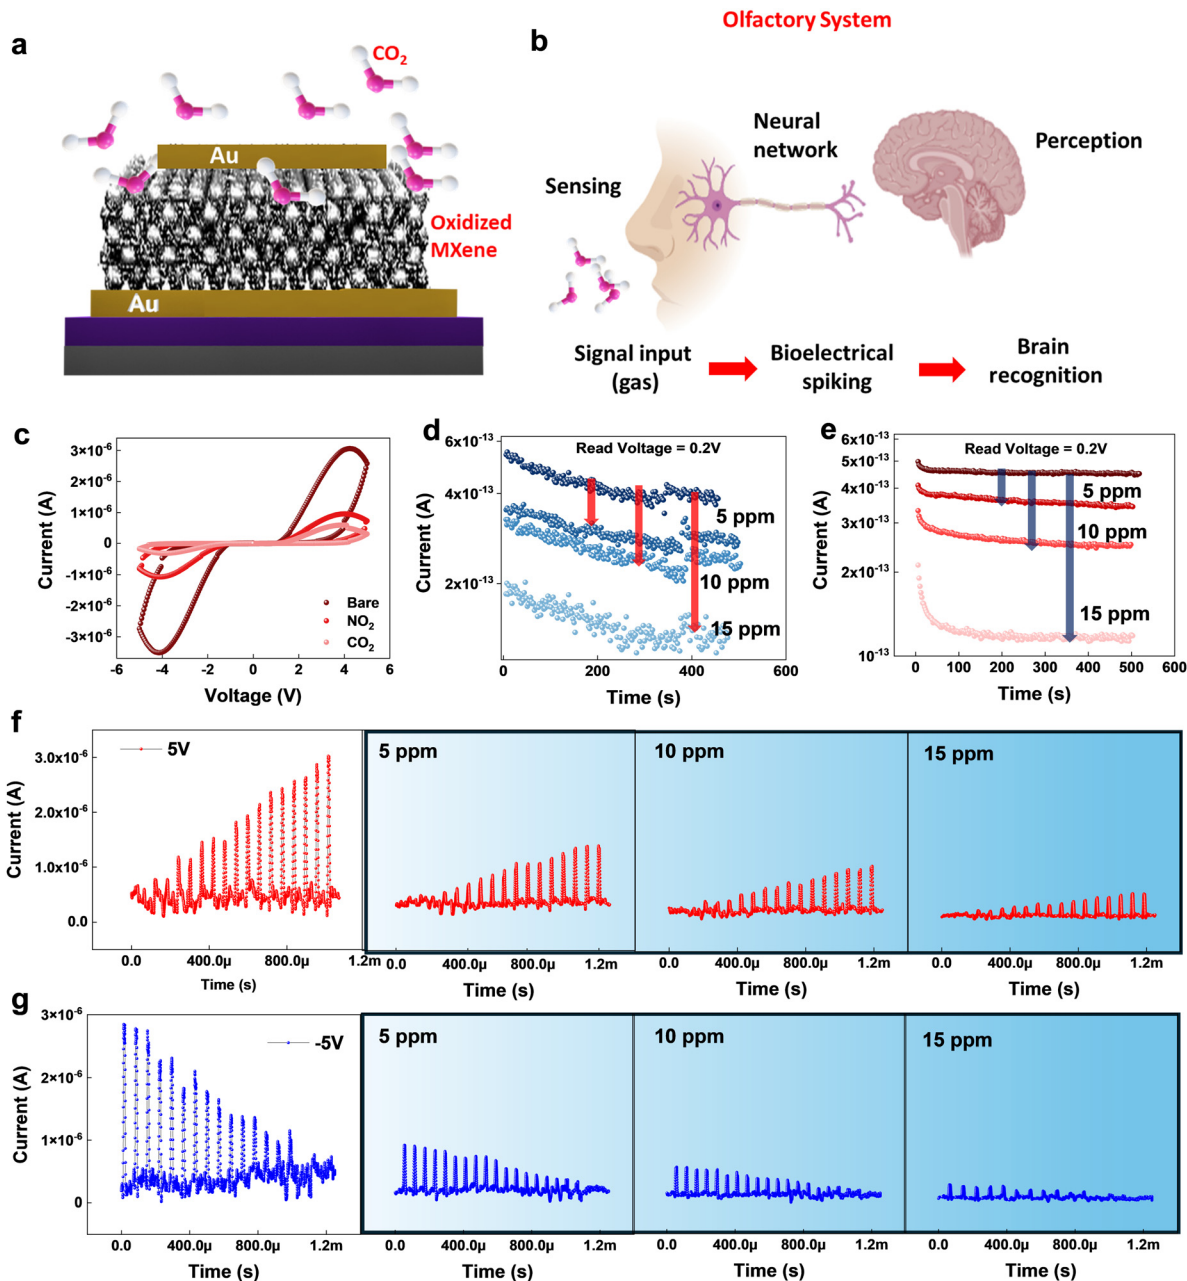 a
CO2
Au
Oxidized
MXene
Au
Olfactory System
b
Neural
network
Perception
Sensing
Signal input
(gas)
Bioelectrical
spiking
Brain
recognition
c
3×10⁻⁶
2×10⁻⁶
1×10⁻⁶
0
-1×10⁻⁶
-2×10⁻⁶
-3×10⁻⁶
Current (A)
Bare
NO2
CO2
-6 -4 -2 0 2 4 6
Voltage (V)
d
6×10⁻¹³
4×10⁻¹³
2×10⁻¹³
Current (A)
Read Voltage = 0.2V
5 ppm
10 ppm
15 ppm
0 200 400 600
Time (s)
e
6×10⁻¹³
5×10⁻¹³
4×10⁻¹³
3×10⁻¹³
2×10⁻¹³
10⁻¹³
Current (A)
Read Voltage = 0.2V
5 ppm
10 ppm
15 ppm
0 100 200 300 400 500 600
Time (s)
f
3.0x10⁻⁶
2.0x10⁻⁶
1.0x10⁻⁶
0.0
Current (A)
5V
5 ppm
10 ppm
15 ppm
0.0 400.0μ 800.0μ 1.2m
0.0 400.0μ 800.0μ 1.2m
0.0 400.0μ 800.0μ 1.2m
0.0 400.0μ 800.0μ 1.2m
Time (s)
Time (s)
Time (s)
Time (s)
g
3×10⁻⁶
2×10⁻⁶
1×10⁻⁶
0
Current (A)
-5V
5 ppm
10 ppm
15 ppm
0.0 400.0μ 800.0μ 1.2m
0.0 400.0μ 800.0μ 1.2m
0.0 400.0μ 800.0μ 1.2m
0.0 400.0μ 800.0μ 1.2m
Time (s)
Time (s)
Time (s)
Time (s)